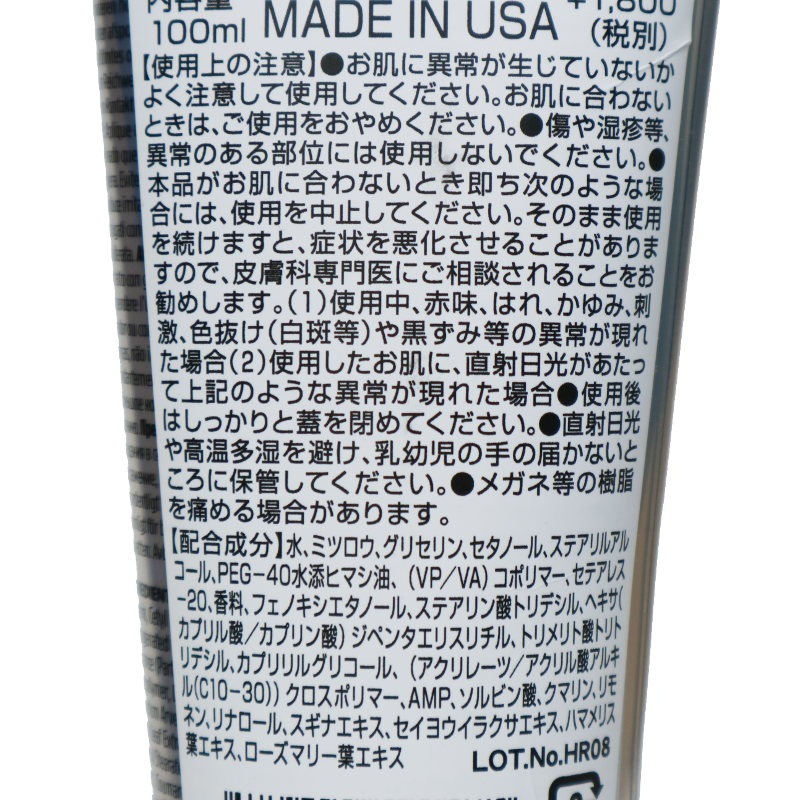 内容量
100ml MADE IN USA ¥1,800
(税別)
【使用上の注意】●お肌に異常が生じていないか
よく注意して使用してください。お肌に合わない
ときは、ご使用をおやめください。●傷や湿疹等、
異常のある部位には使用しないでください。●
本品がお肌に合わないとき即ち次のような場
合には、使用を中止してください。そのまま使用
を続けますと、症状を悪化させることがありま
すので、皮膚科専門医にご相談されることをお
勧めします。(1)使用中、赤味、はれ、かゆみ、刺
激、色抜け(白斑等)や黒ずみ等の異常が現れ
た場合(2)使用したお肌に、直射日光があたっ
て上記のような異常が現れた場合●使用後
はしっかりと蓋を閉めてください。●直射日光
や高温多湿を避け、乳幼児の手の届かないと
ころに保管してください。●メガネ等の樹脂
を痛める場合があります。
【配合成分】水、ミツロウ、グリセリン、セタノール、ステアリルアル
コール、PEG-40水添ヒマシ油、(VP/VA)コポリマー、セテアレス
-20、香料、フェノキシエタノール、ステアリン酸トリデシル、ヘキサ(
カプリル酸/カプリン酸)ジペンタエリスリチル、トリメリト酸トリト
リデシル、カプリリルグリコール、(アクリレーツ/アクリル酸アルキ
ル(C10-30))クロスポリマー、AMP、ソルビン酸、クマリン、リモ
ネン、リナロール、スギナエキス、セイヨウイラクサエキス、ハマメリス
葉エキス、ローズマリー葉エキス
LOT.No.HR08